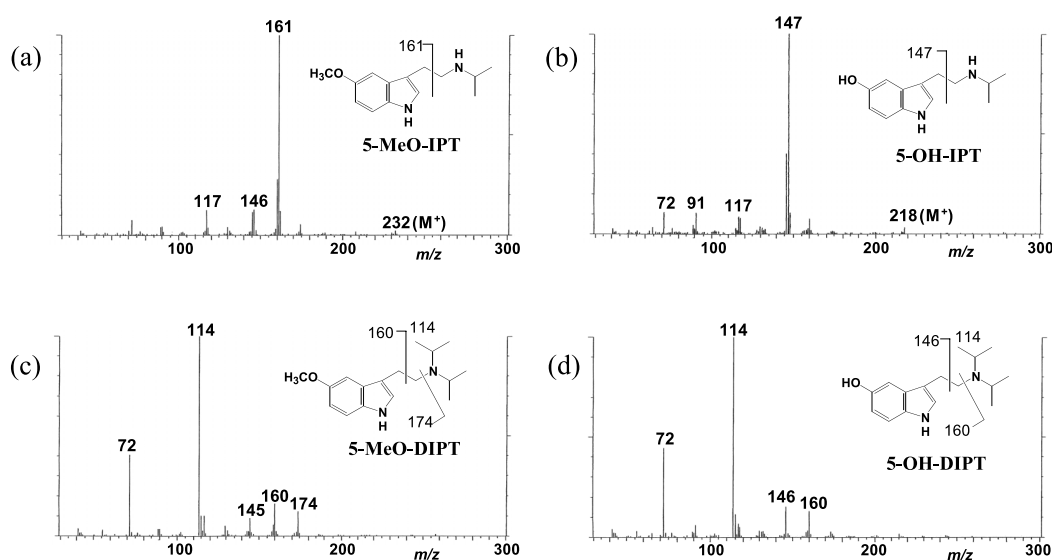 (a)
161
161
H
N
H₃CO
N
H
5-MeO-IPT
117
146
232 (M⁺)
100
200
300
m/z
(b)
147
147
H
N
HO
N
H
5-OH-IPT
72
91
117
218 (M⁺)
100
200
300
m/z
(c)
114
160
114
N
H₃CO
N
H
174
5-MeO-DIPT
72
145
160
174
100
200
300
m/z
(d)
114
146
114
N
HO
N
H
160
5-OH-DIPT
72
146
160
100
200
300
m/z